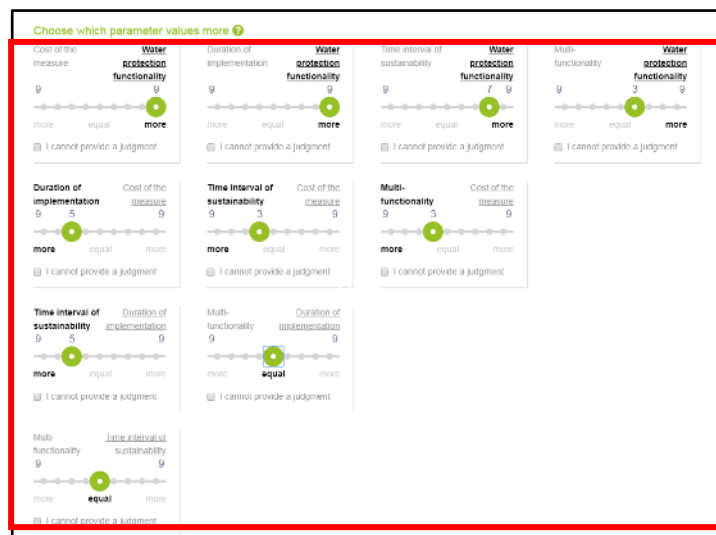 Choose which parameter values more ?
Cost of the measure Water protection functionality
9 9
more equal more
I cannot provide a judgment
Duration of implementation Water protection functionality
9 9
more equal more
I cannot provide a judgment
Time interval of sustainability Water protection functionality
9 7 9
more equal more
I cannot provide a judgment
Multi-functionality Water protection functionality
9 3 9
more equal more
I cannot provide a judgment
Duration of implementation Cost of the measure
9 5 9
more equal more
I cannot provide a judgment
Time interval of sustainability Cost of the measure
9 3 9
more equal more
I cannot provide a judgment
Multi-functionality Cost of the measure
9 3 9
more equal more
I cannot provide a judgment
Time interval of sustainability Duration of implementation
9 5 9
more equal more
I cannot provide a judgment
Multi-functionality Duration of implementation
9 9
more equal more
I cannot provide a judgment
Multi functionality Time interval of sustainability
9 9
more equal more
I cannot provide a judgment